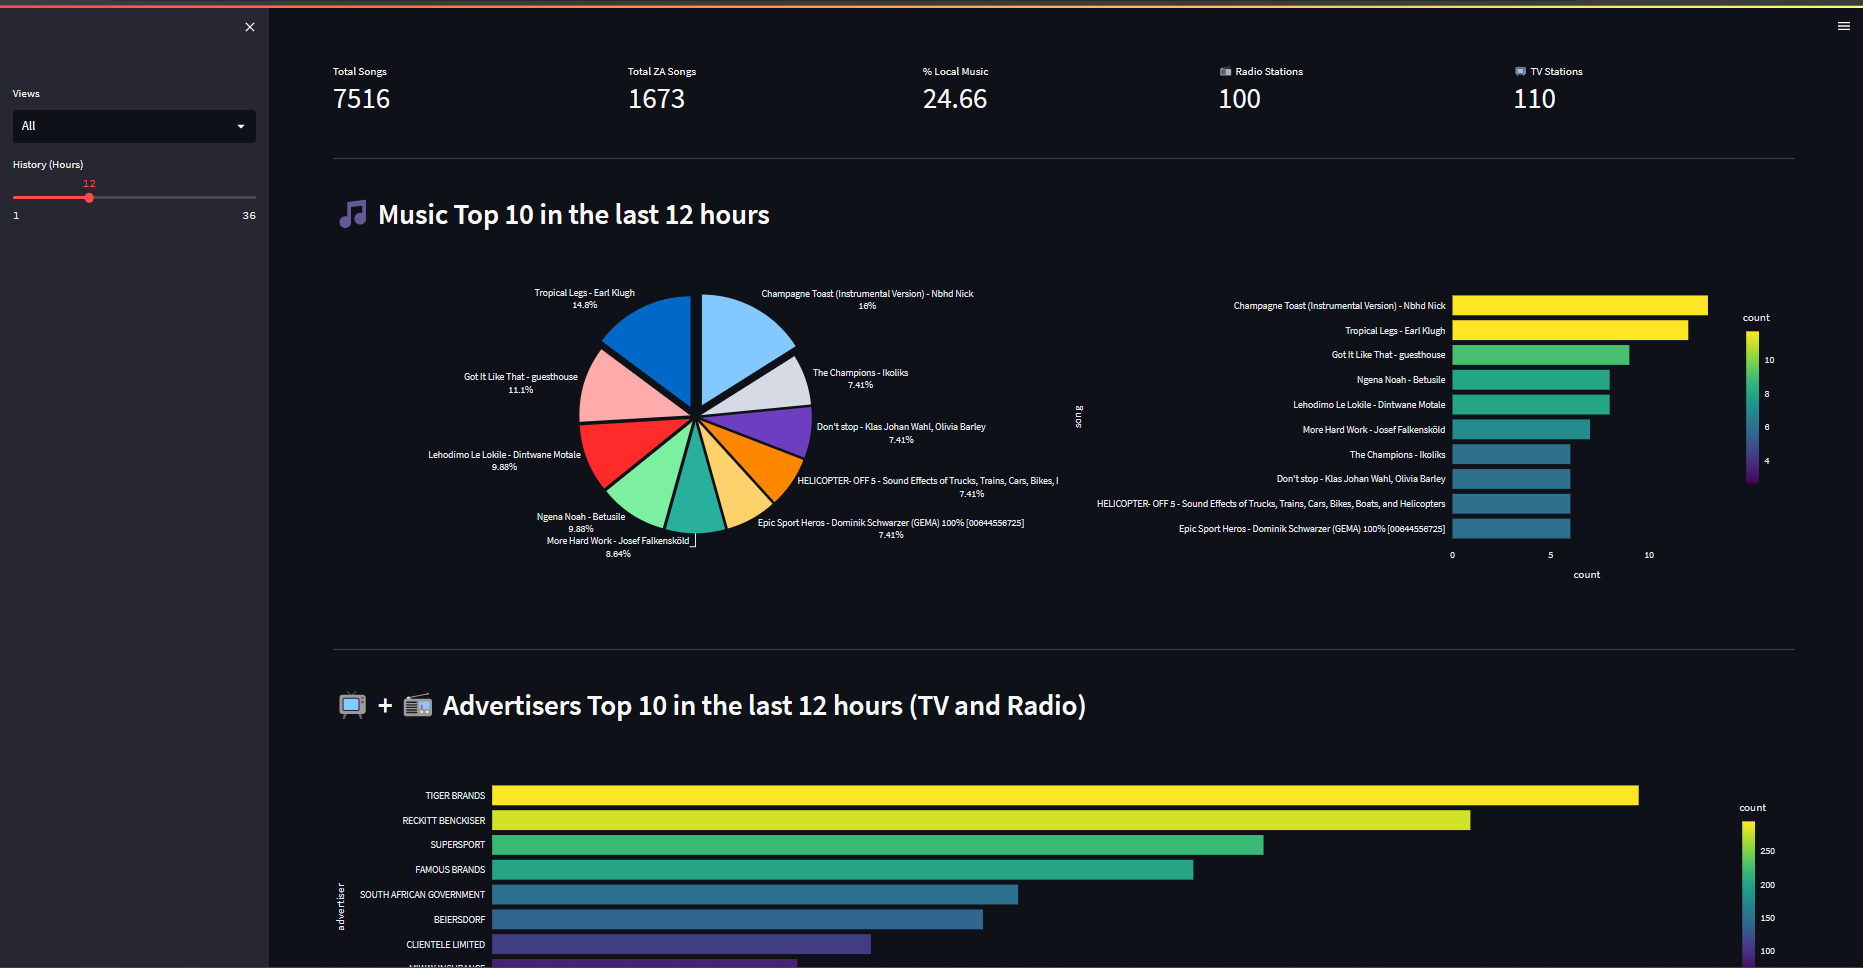 Views
All
History (Hours)
12
1 36
Total Songs
7516
Total ZA Songs
1673
% Local Music
24.66
Radio Stations
100
TV Stations
110
Music Top 10 in the last 12 hours
Tropical Legs - Earl Klugh
14.8%
Champagne Toast (Instrumental Version) - Nbhd Nick
16%
Got It Like That - guesthouse
11.1%
The Champions - Ikoliks
7.41%
Lehodimo Le Lokile - Dintwane Motale
9.88%
Don't stop - Klas Johan Wahl, Olivia Barley
7.41%
HELICOPTER- OFF 5 - Sound Effects of Trucks, Trains, Cars, Bikes,
7.41%
Ngena Noah - Betusile
9.88%
Epic Sport Heros - Dominik Schwarzer (GEMA) 100% [00644556725]
7.41%
More Hard Work - Josef Falkensköld
8.64%
song
Champagne Toast (Instrumental Version) - Nbhd Nick
Tropical Legs - Earl Klugh
Got It Like That - guesthouse
Ngena Noah - Betusile
Lehodimo Le Lokile - Dintwane Motale
More Hard Work - Josef Falkensköld
The Champions - Ikoliks
Don't stop - Klas Johan Wahl, Olivia Barley
HELICOPTER- OFF 5 - Sound Effects of Trucks, Trains, Cars, Bikes, Boats, and Helicopters
Epic Sport Heros - Dominik Schwarzer (GEMA) 100% [00644556725]
0 5 10
count
count
10
8
6
4
Advertisers Top 10 in the last 12 hours (TV and Radio)
advertiser
TIGER BRANDS
RECKITT BENCKISER
SUPERSPORT
FAMOUS BRANDS
SOUTH AFRICAN GOVERNMENT
BEIERSDORF
CLIENTELE LIMITED
count
250
200
150
100